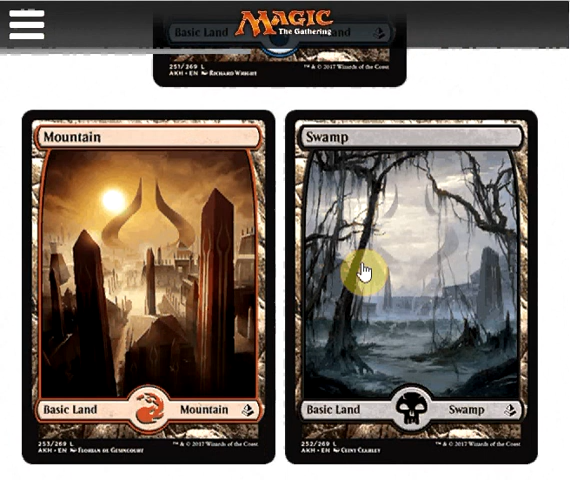 MAGIC
The Gathering
Basic Land
251/269 L
AKH • EN Richard Wright
™ & © 2017 Wizards of the Coast
Mountain
Swamp
Basic Land Mountain
Basic Land Swamp
253/269 L
AKH • EN Florian de Gesincourt
™ & © 2017 Wizards of the Coast
252/269 L
AKH • EN Clint Cearley
™ & © 2017 Wizards of the Coast